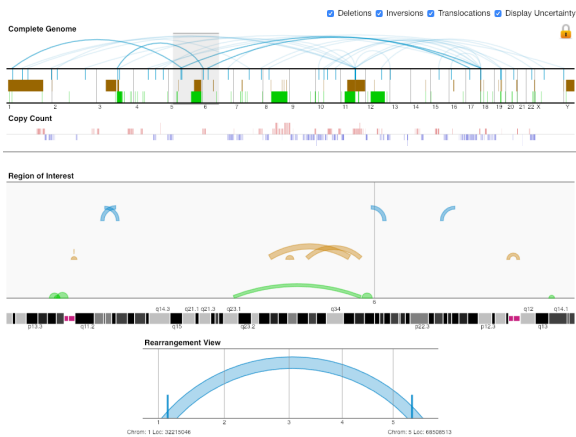 Deletions Inversions Translocations Display Uncertainty
Complete Genome
1 2 3 4 5 6 7 8 9 10 11 12 13 14 15 16 17 18 19 20 21 22 X Y
Copy Count
Region of Interest
6
q14.3 q21.1 q21.3 q23.1 q34 q12 q14.1
p13.3 q11.2 q15 q23.2 p22.3 p12.3 q13
Rearrangement View
1 2 3 4 5
Chrom: 1 Loc: 32215046 Chrom: 5 Loc: 68508513